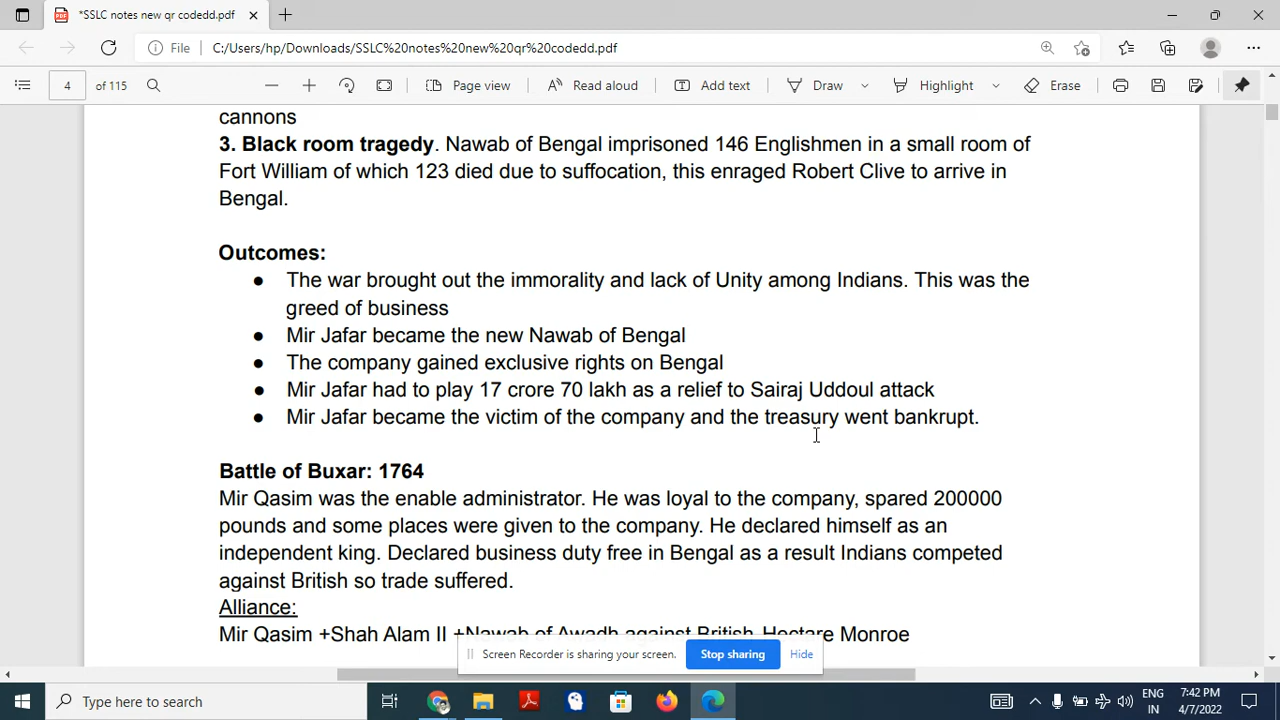 *SSLC notes new qr codedd.pdf
File C:/Users/hp/Downloads/SSLC%20notes%20new%20qr%20codedd.pdf
4 of 115 Page view Read aloud Add text Draw Highlight Erase
cannons
3. Black room tragedy. Nawab of Bengal imprisoned 146 Englishmen in a small room of
Fort William of which 123 died due to suffocation, this enraged Robert Clive to arrive in
Bengal.
Outcomes:
● The war brought out the immorality and lack of Unity among Indians. This was the
greed of business
● Mir Jafar became the new Nawab of Bengal
● The company gained exclusive rights on Bengal
● Mir Jafar had to play 17 crore 70 lakh as a relief to Sairaj Uddoul attack
● Mir Jafar became the victim of the company and the treasury went bankrupt.
Battle of Buxar: 1764
Mir Qasim was the enable administrator. He was loyal to the company, spared 200000
pounds and some places were given to the company. He declared himself as an
independent king. Declared business duty free in Bengal as a result Indians competed
against British so trade suffered.
Alliance:
Mir Qasim +Shah Alam II +Nawab of Awadh against British-Hectare Monroe
Screen Recorder is sharing your screen. Stop sharing Hide
Type here to search
ENG 7:42 PM
IN 4/7/2022